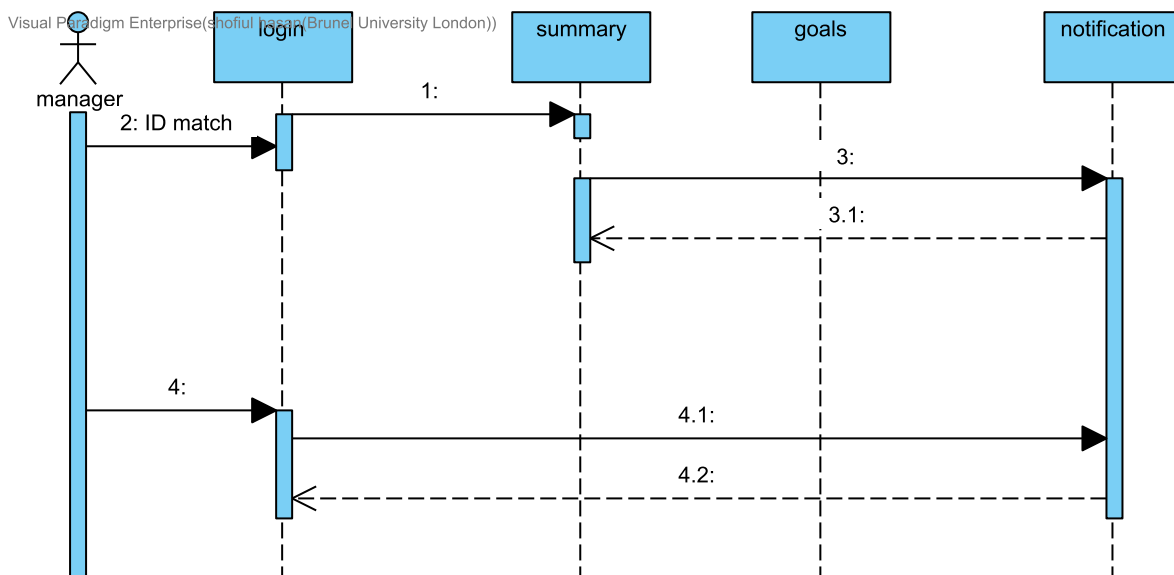 Visual Paradigm Enterprise(shofiul hasan(Brunel University London))
login
summary
goals
notification
manager
1:
2: ID match
3:
3.1:
4:
4.1:
4.2: